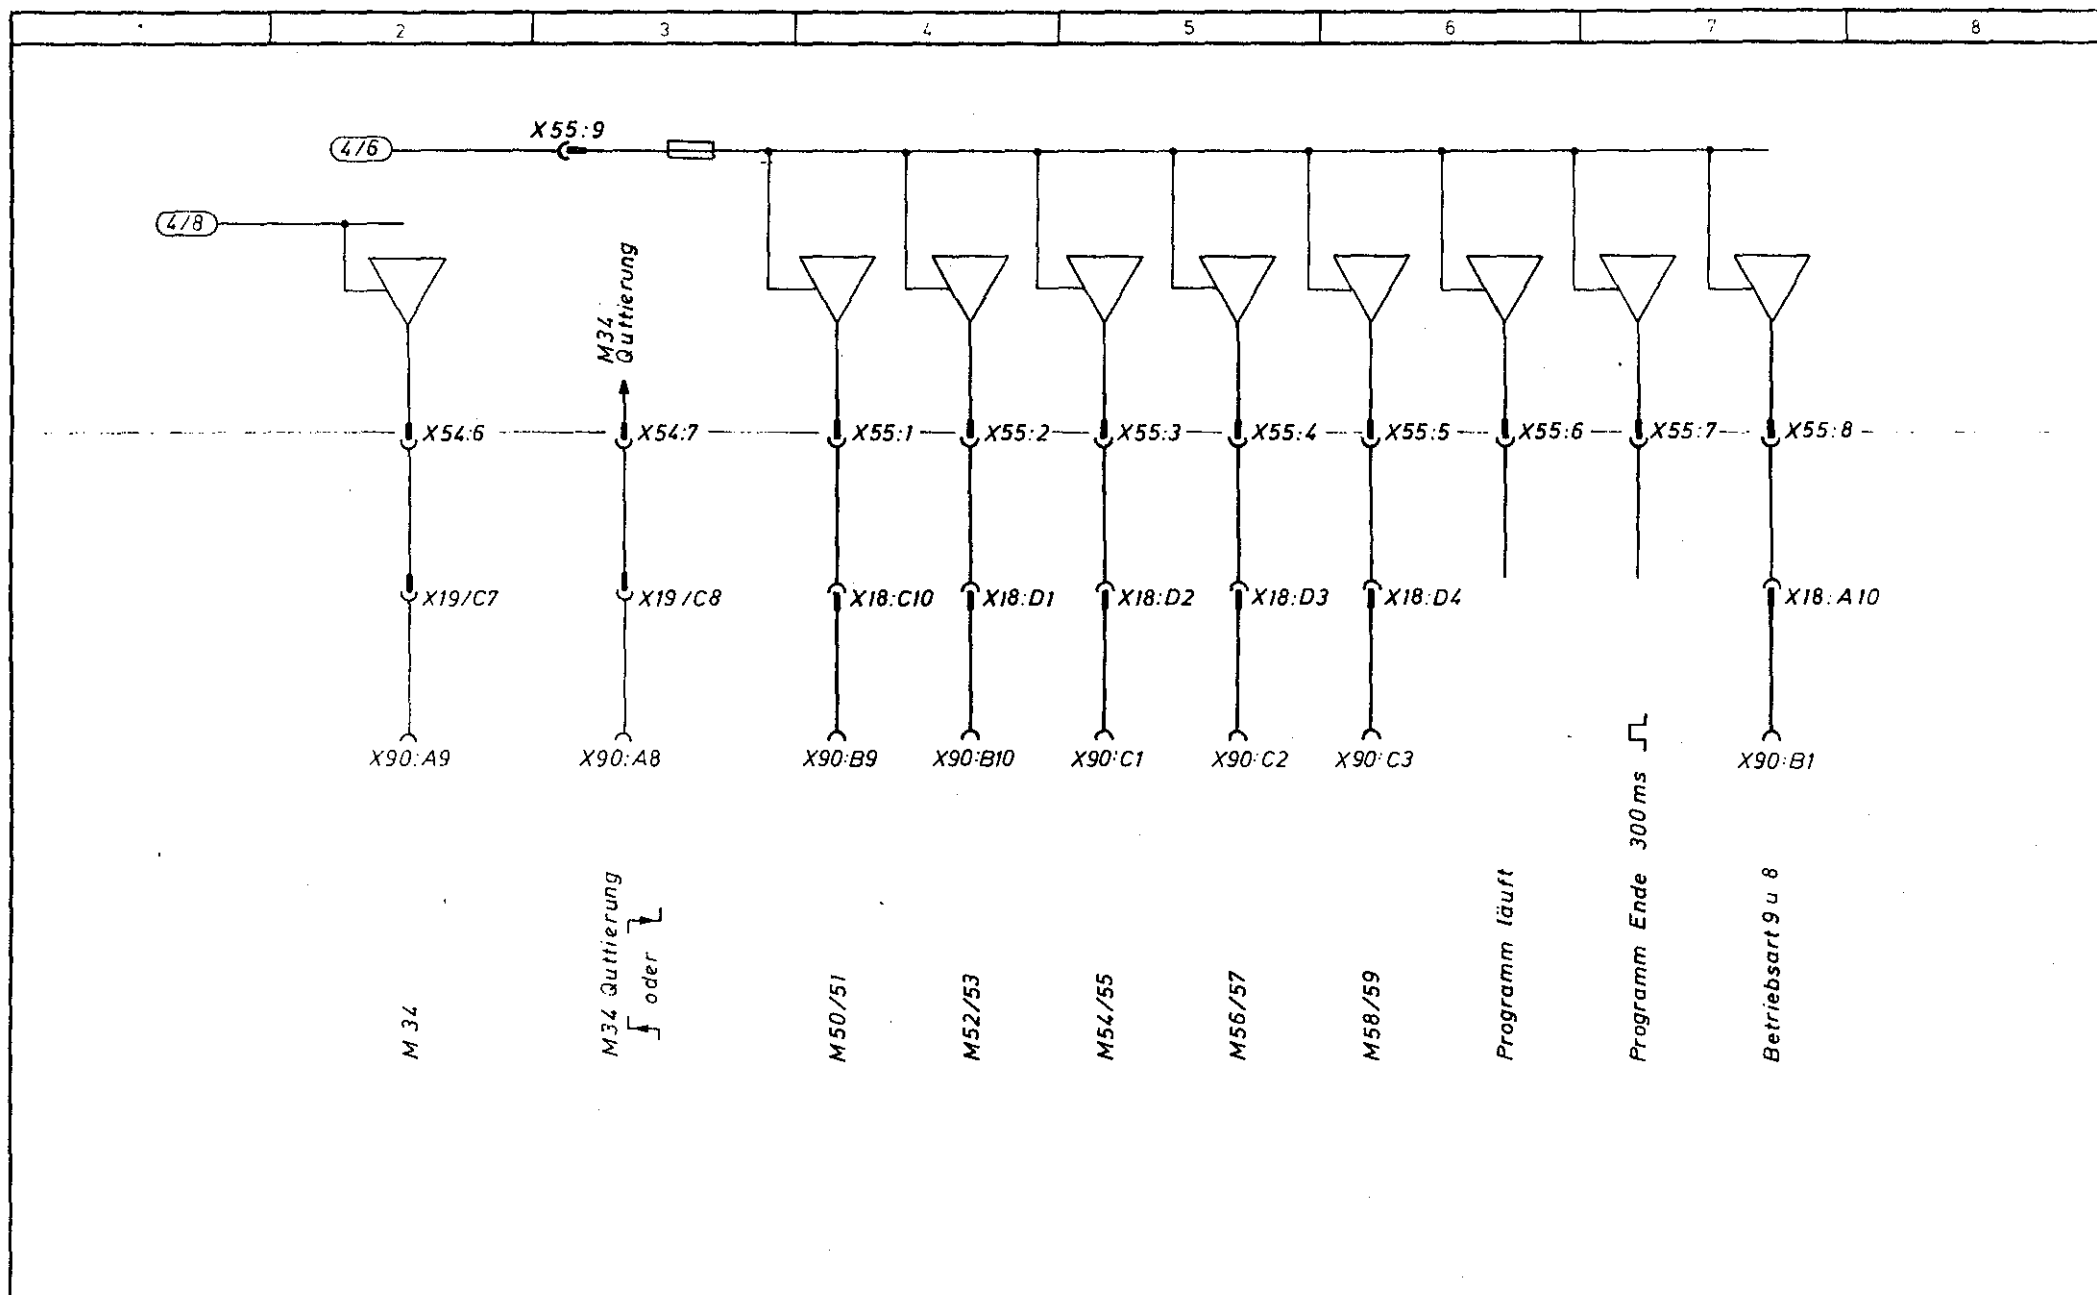 2 3 4 5 6 7 8
X55:9
4/6
4/8
M34
Quttierung
X54:6 X54:7 X55:1 X55:2 X55:3 X55:4 X55:5 X55:6 X55:7 X55:8
X19/C7 X19/C8 X18:C10 X18:D1 X18:D2 X18:D3 X18:D4 X18:A10
X90:A9 X90:A8 X90:B9 X90:B10 X90:C1 X90:C2 X90:C3 X90:B1
M 34
M34 Quttierung
oder
M50/51
M52/53
M54/55
M56/57
M58/59
Programm läuft
Programm Ende 300ms
Betriebsart 9 u 8